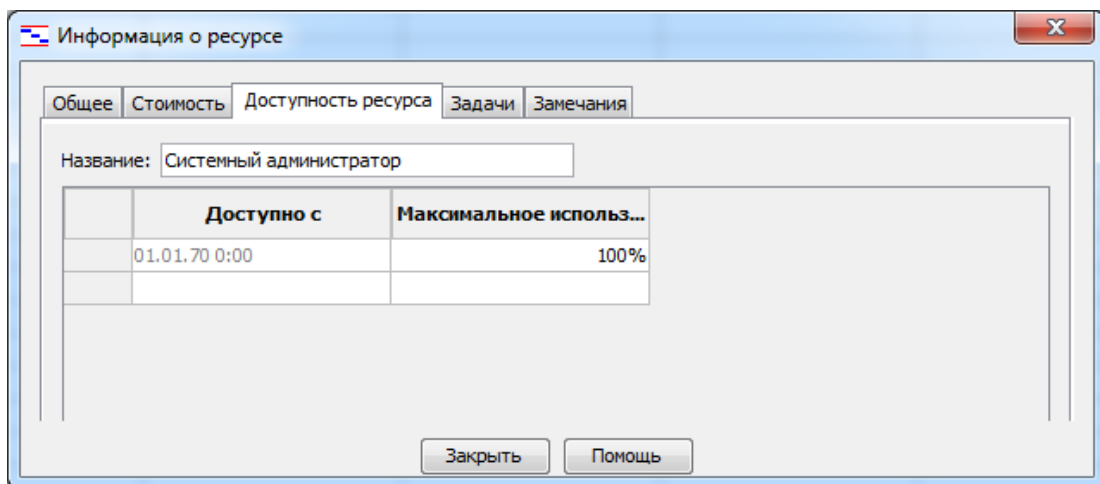 Информация о ресурсе
Общее Стоимость Доступность ресурса Задачи Замечания
Название: Системный администратор
Доступно с Максимальное использ...
01.01.70 0:00 100%
Закрыть Помощь